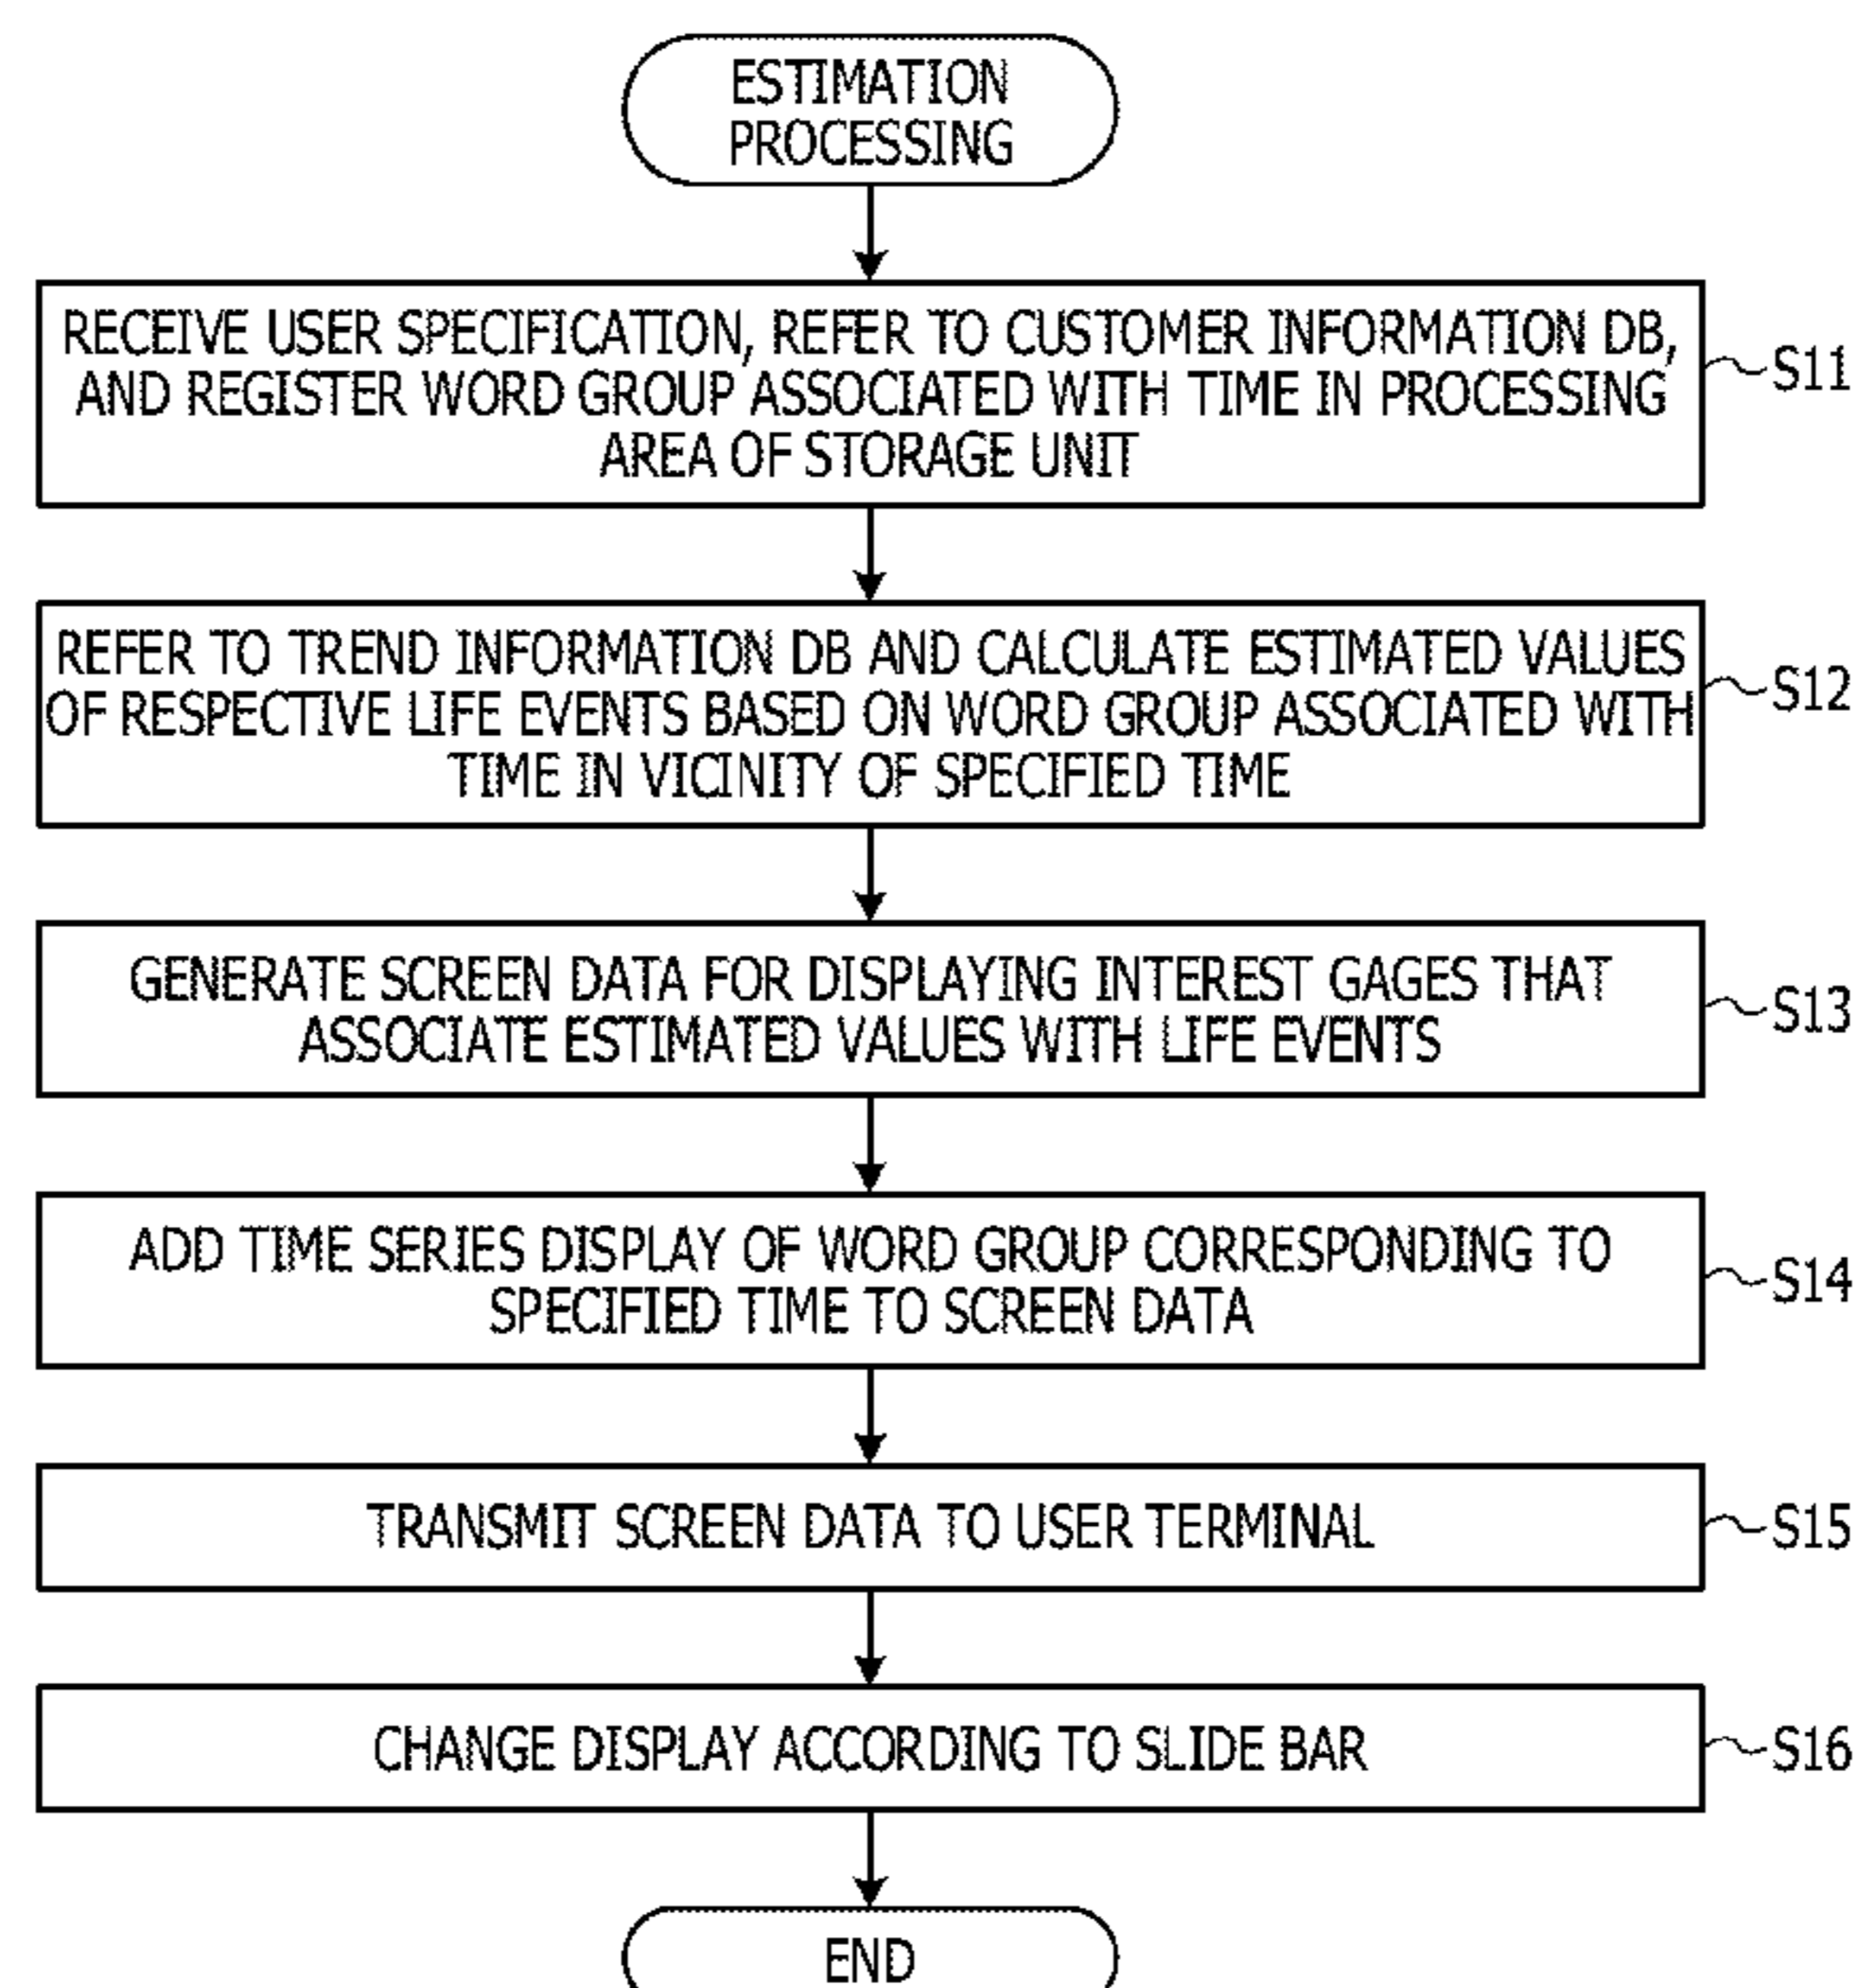 ESTIMATION
PROCESSING
RECEIVE USER SPECIFICATION, REFER TO CUSTOMER INFORMATION DB,
AND REGISTER WORD GROUP ASSOCIATED WITH TIME IN PROCESSING
AREA OF STORAGE UNIT
S11
REFER TO TREND INFORMATION DB AND CALCULATE ESTIMATED VALUES
OF RESPECTIVE LIFE EVENTS BASED ON WORD GROUP ASSOCIATED WITH
TIME IN VICINITY OF SPECIFIED TIME
S12
GENERATE SCREEN DATA FOR DISPLAYING INTEREST GAGES THAT
ASSOCIATE ESTIMATED VALUES WITH LIFE EVENTS
S13
ADD TIME SERIES DISPLAY OF WORD GROUP CORRESPONDING TO
SPECIFIED TIME TO SCREEN DATA
S14
TRANSMIT SCREEN DATA TO USER TERMINAL
S15
CHANGE DISPLAY ACCORDING TO SLIDE BAR
S16
END